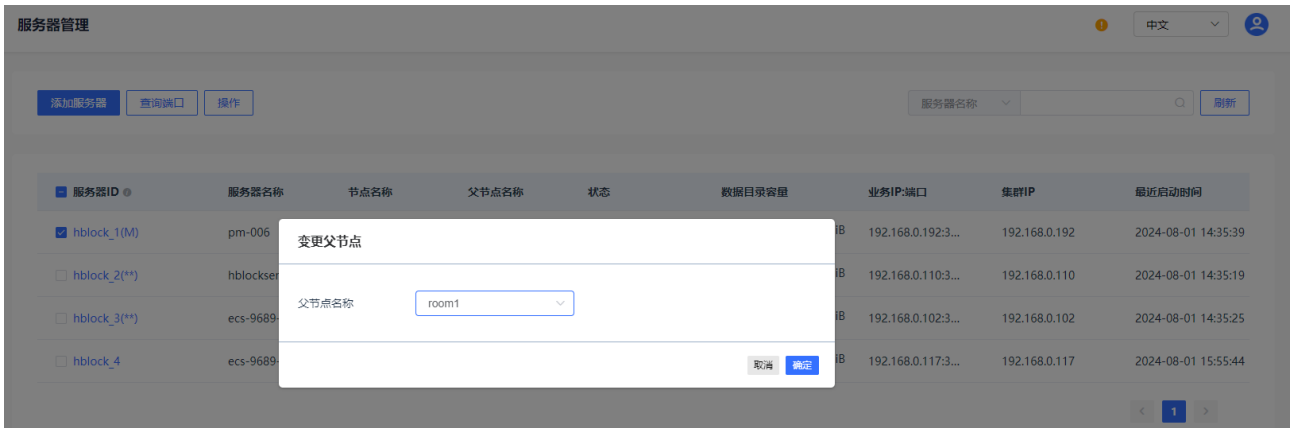 服务器管理
中文
添加服务器 查询端口 操作
服务器名称
刷新
服务器ID 服务器名称 节点名称 父节点名称 状态 数据目录容量 业务IP:端口 集群IP 最近启动时间
hblock_1(M) pm-006 iB 192.168.0.192:3... 192.168.0.192 2024-08-01 14:35:39
变更父节点
hblock_2(**) hblockser iB 192.168.0.110:3... 192.168.0.110 2024-08-01 14:35:19
父节点名称 room1
hblock_3(**) ecs-9689- iB 192.168.0.102:3... 192.168.0.102 2024-08-01 14:35:25
hblock_4 ecs-9689- iB 192.168.0.117:3... 192.168.0.117 2024-08-01 15:55:44
取消 确定
1